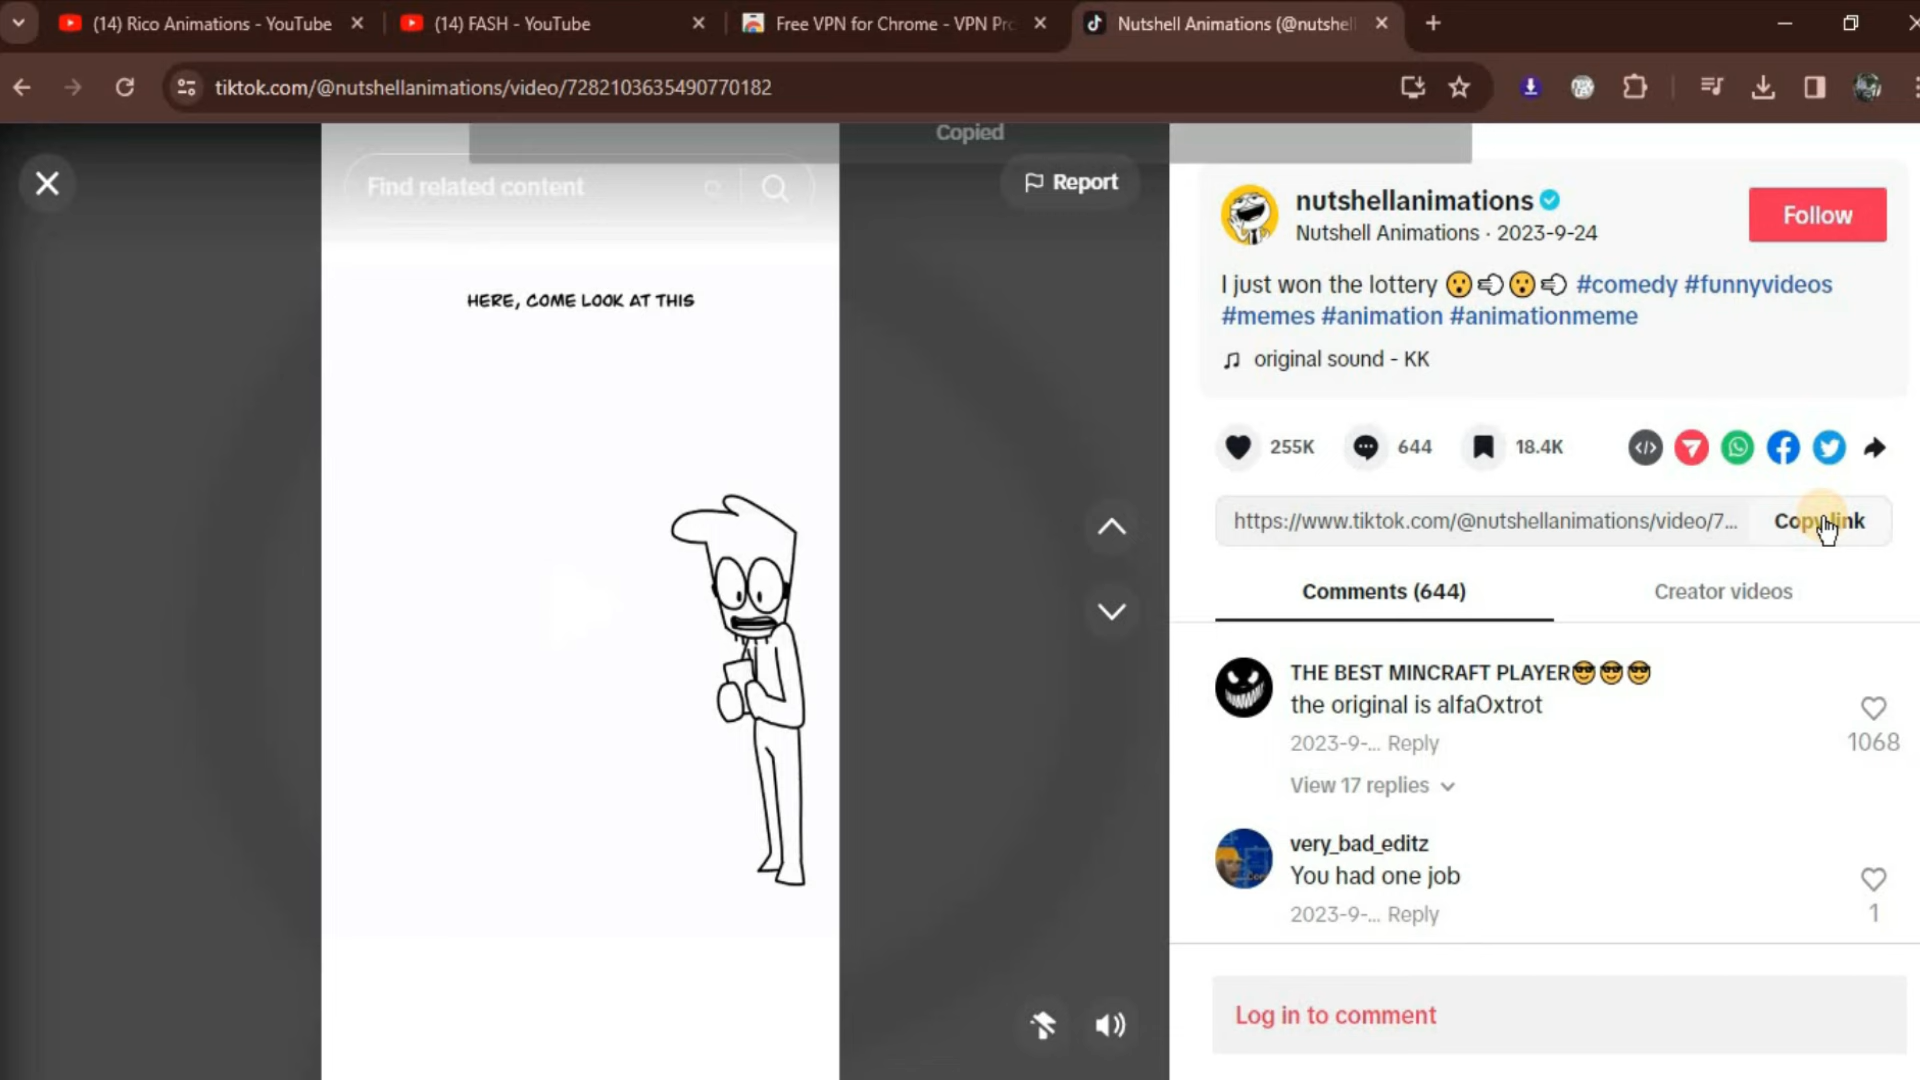 (14) Rico Animations - YouTube
(14) FASH - YouTube
Free VPN for Chrome - VPN Pr
Nutshell Animations (@nutshel
tiktok.com/@nutshellanimations/video/7282103635490770182
Copied
Find related content
Report
HERE, COME LOOK AT THIS
nutshellanimations
Nutshell Animations · 2023-9-24
Follow
I just won the lottery 😮💨😮💨 #comedy #funnyvideos
#memes #animation #animationmeme
original sound - KK
255K
644
18.4K
https://www.tiktok.com/@nutshellanimations/video/7...
Copy link
Comments (644)
Creator videos
THE BEST MINCRAFT PLAYER😎😎😎
the original is alfaOxtrot
2023-9-... Reply
1068
View 17 replies
very_bad_editz
You had one job
2023-9-... Reply
1
Log in to comment